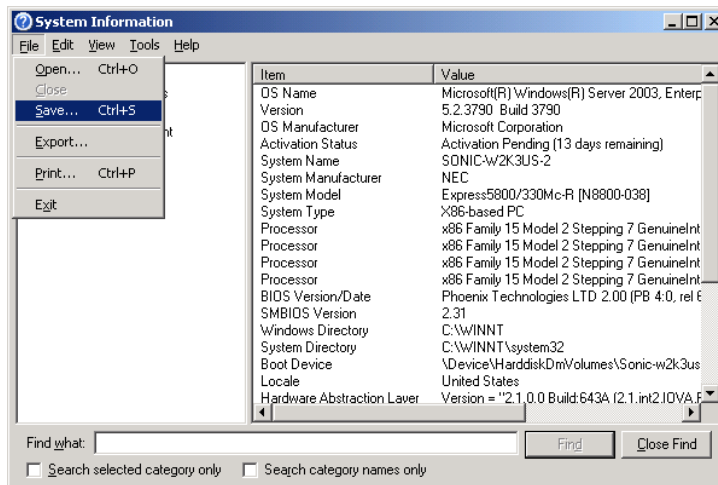 System Information
File Edit View Tools Help
Open... Ctrl+O
Close
Save... Ctrl+S
Export...
Print... Ctrl+P
Exit
Item Value
OS Name Microsoft(R) Windows(R) Server 2003, Enterp
Version 5.2.3790 Build 3790
OS Manufacturer Microsoft Corporation
Activation Status Activation Pending (13 days remaining)
System Name SONIC-W2K3US-2
System Manufacturer NEC
System Model Express5800/330Mc-R [N8800-038]
System Type X86-based PC
Processor x86 Family 15 Model 2 Stepping 7 GenuineInt
Processor x86 Family 15 Model 2 Stepping 7 GenuineInt
Processor x86 Family 15 Model 2 Stepping 7 GenuineInt
Processor x86 Family 15 Model 2 Stepping 7 GenuineInt
BIOS Version/Date Phoenix Technologies LTD 2.00 (PB 4.0, rel 6
SMBIOS Version 2.31
Windows Directory C:\WINNT
System Directory C:\WINNT\system32
Boot Device \Device\HarddiskDmVolumes\Sonic-w2k3us
Locale United States
Hardware Abstraction Layer Version = "2.1.0.0 Build:643A (2.1.int2.IOVA.F
Find what: Find Close Find
Search selected category only Search category names only